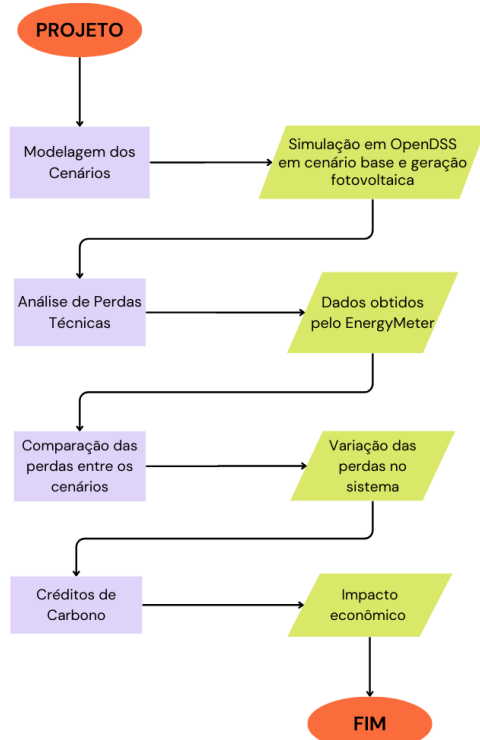 PROJETO
Modelagem dos
Cenários
Simulação em OpenDSS
em cenário base e geração
fotovoltaica
Análise de Perdas
Técnicas
Dados obtidos
pelo EnergyMeter
Comparação das
perdas entre os
cenários
Variação das
perdas no
sistema
Créditos de
Carbono
Impacto
econômico
FIM